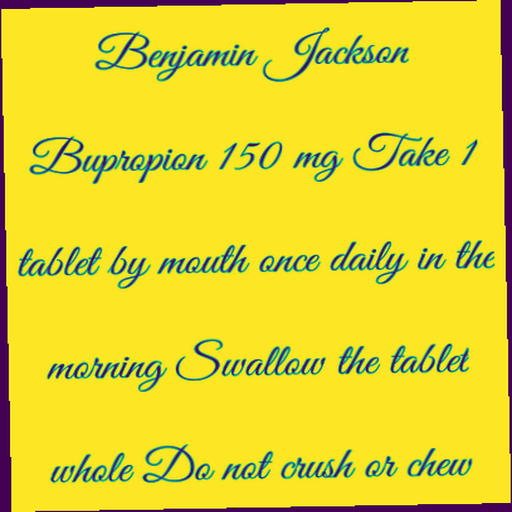 Benjamin Jackson
Bupropion 150 mg Take 1
tablet by mouth once daily in the
morning Swallow the tablet
whole Do not crush or chew